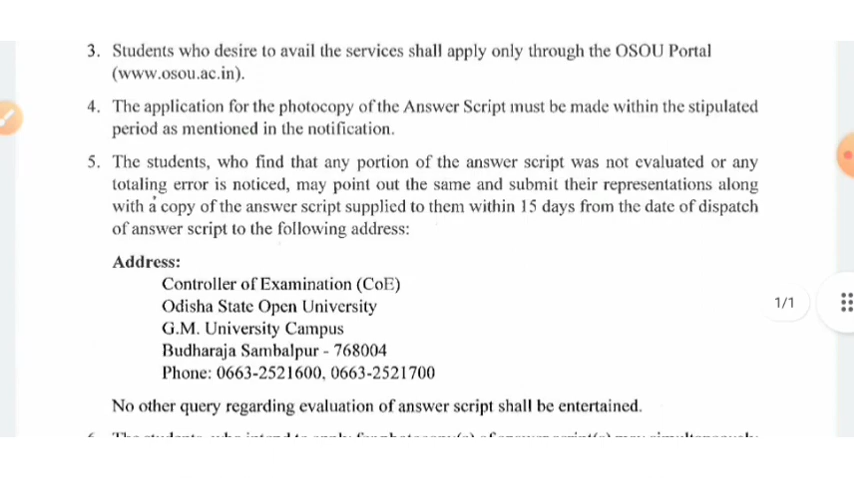 3. Students who desire to avail the services shall apply only through the OSOU Portal
(www.osou.ac.in).
4. The application for the photocopy of the Answer Script must be made within the stipulated
period as mentioned in the notification.
5. The students, who find that any portion of the answer script was not evaluated or any
totaling error is noticed, may point out the same and submit their representations along
with a copy of the answer script supplied to them within 15 days from the date of dispatch
of answer script to the following address:
Address:
Controller of Examination (CoE)
Odisha State Open University
G.M. University Campus
1/1
Budharaja Sambalpur - 768004
Phone: 0663-2521600, 0663-2521700
No other query regarding evaluation of answer script shall be entertained.